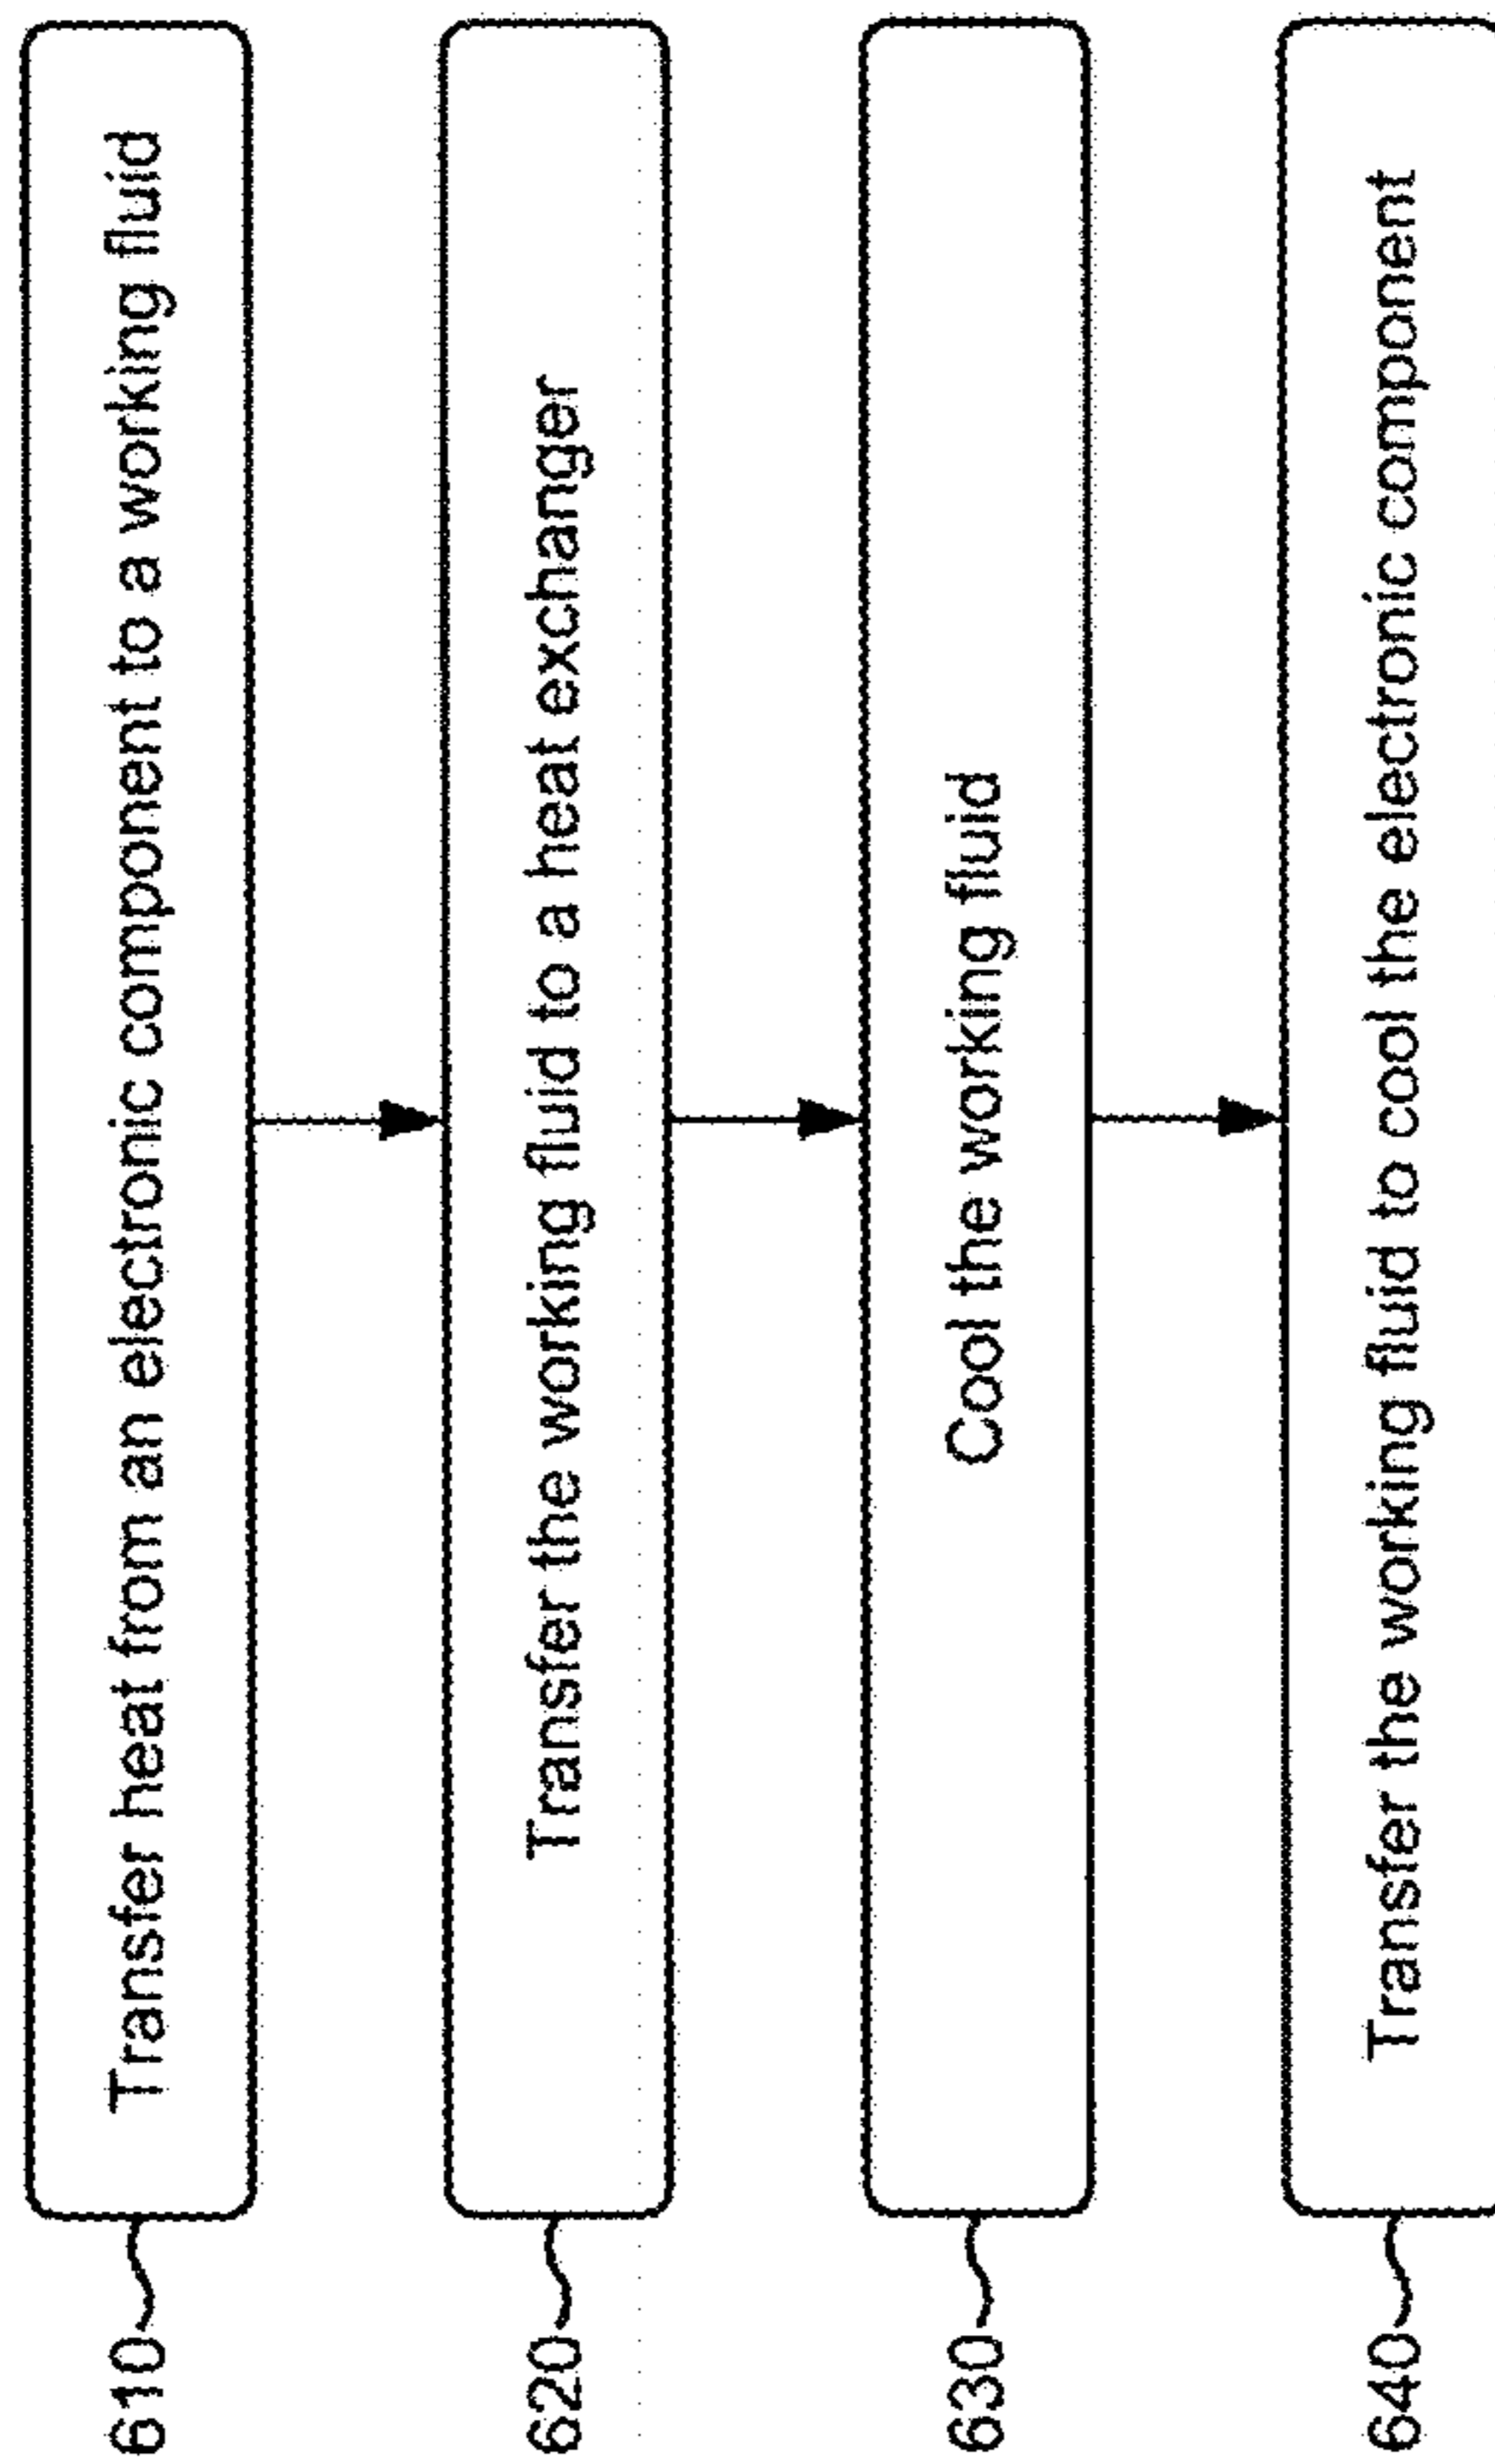 610 Transfer heat from an electronic component to a working fluid
620 Transfer the working fluid to a heat exchanger
630 Cool the working fluid
640 Transfer the working fluid to cool the electronic component